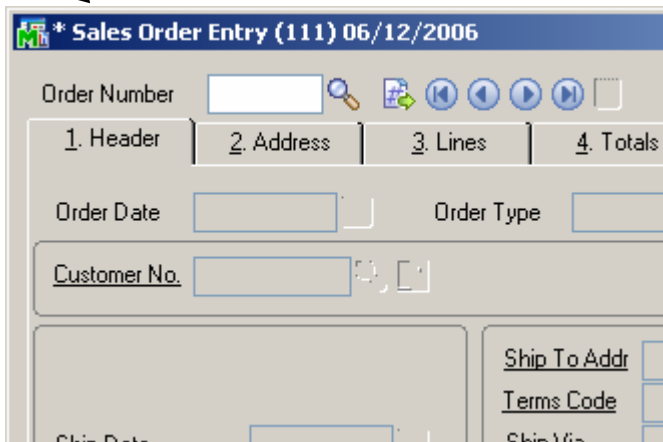 * Sales Order Entry (111) 06/12/2006
Order Number
1. Header 2. Address 3. Lines 4. Totals
Order Date Order Type
Customer No.
Ship To Addr
Terms Code
Ship Date Ship Via